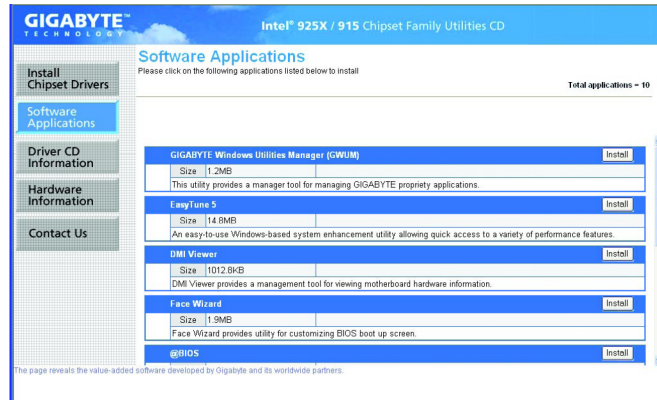 GIGABYTE™
TECHNOLOGY
Intel® 925X / 915 Chipset Family Utilities CD
Install
Chipset Drivers
Software
Applications
Driver CD
Information
Hardware
Information
Contact Us
Software Applications
Please click on the following applications listed below to install
Total applications = 10
GIGABYTE Windows Utilities Manager (GWUM) Install
Size 1.2MB
This utility provides a manager tool for managing GIGABYTE propriety applications.
EasyTune 5 Install
Size 14.8MB
An easy-to-use Windows-based system enhancement utility allowing quick access to a variety of performance features.
DMI Viewer Install
Size 1012.8KB
DMI Viewer provides a management tool for viewing motherboard hardware information.
Face Wizard Install
Size 1.9MB
Face Wizard provides utility for customizing BIOS boot up screen.
@BIOS Install
The page reveals the value-added software developed by Gigabyte and its worldwide partners.